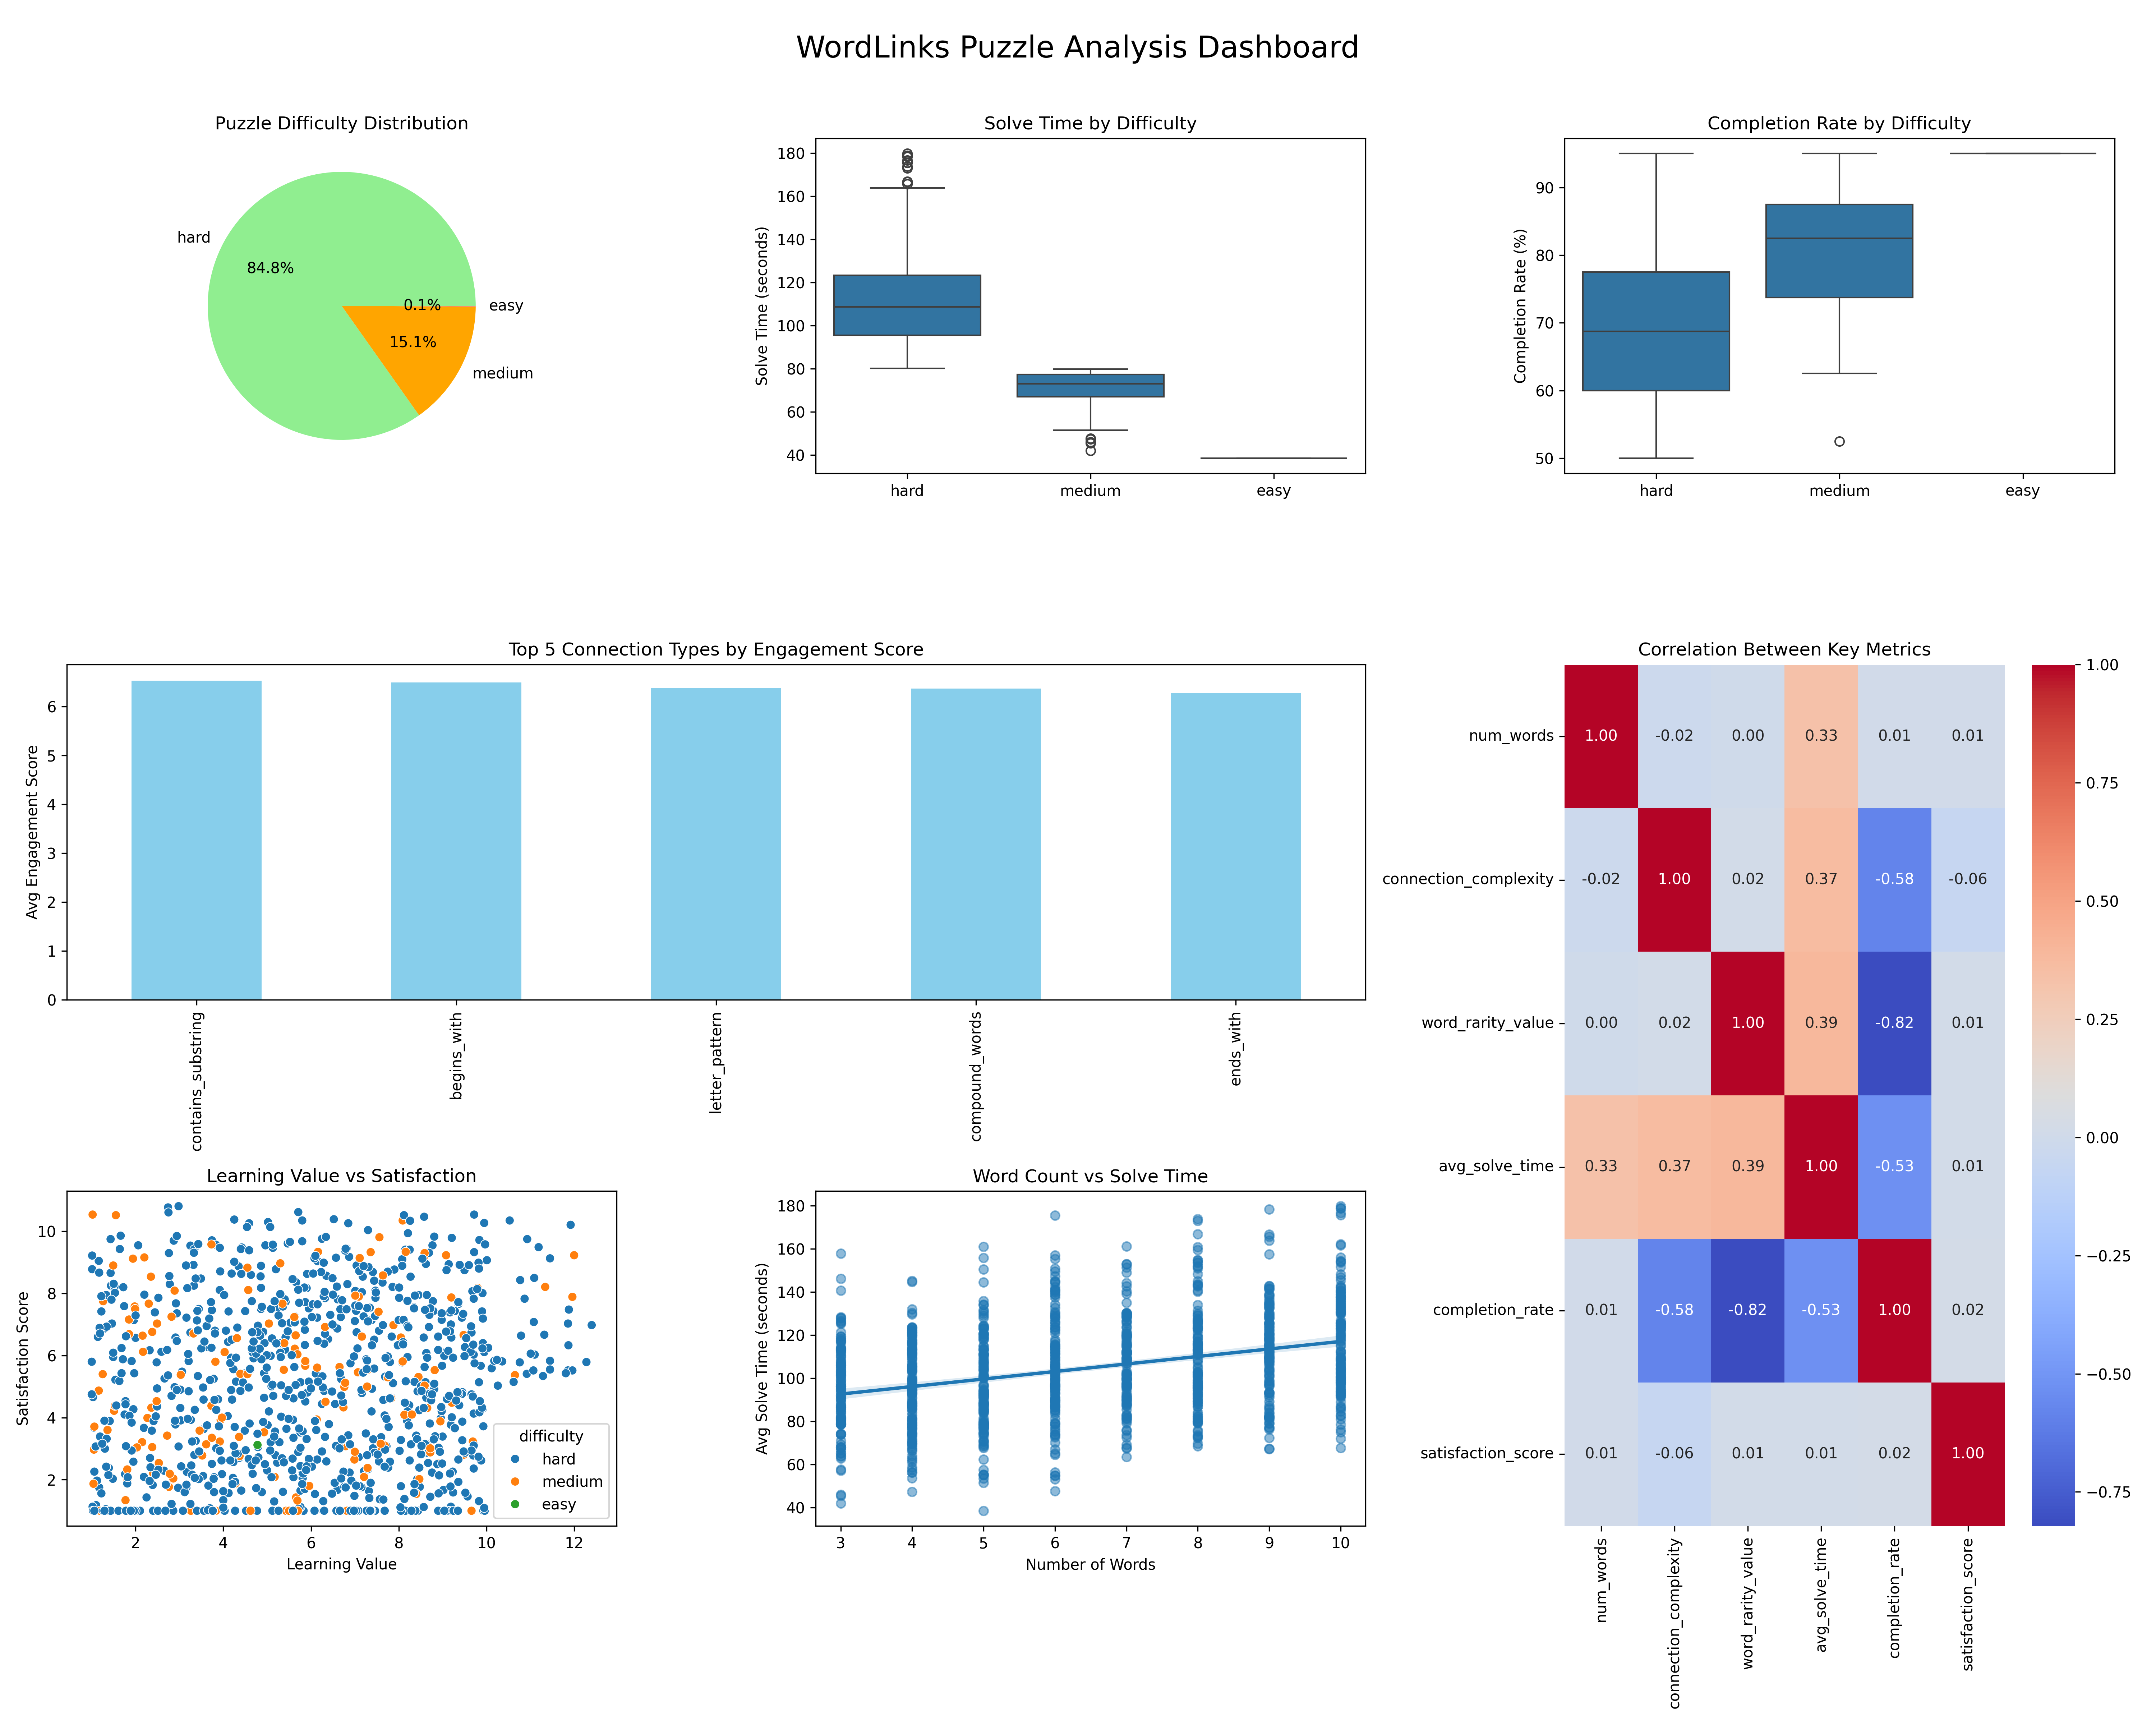 WordLinks Puzzle Analysis Dashboard
Puzzle Difficulty Distribution
hard
84.8%
0.1%
easy
15.1%
medium
Solve Time by Difficulty
Solve Time (seconds)
180
160
140
120
100
80
60
40
hard medium easy
Completion Rate by Difficulty
Completion Rate (%)
90
80
70
60
50
hard medium easy
Top 5 Connection Types by Engagement Score
Avg Engagement Score
6
5
4
3
2
1
0
contains_substring
begins_with
letter_pattern
compound_words
ends_with
Correlation Between Key Metrics
num_words 1.00 -0.02 0.00 0.33 0.01 0.01
connection_complexity -0.02 1.00 0.02 0.37 -0.58 -0.06
word_rarity_value 0.00 0.02 1.00 0.39 -0.82 0.01
avg_solve_time 0.33 0.37 0.39 1.00 -0.53 0.01
completion_rate 0.01 -0.58 -0.82 -0.53 1.00 0.02
satisfaction_score 0.01 -0.06 0.01 0.01 0.02 1.00
num_words
connection_complexity
word_rarity_value
avg_solve_time
completion_rate
satisfaction_score
1.00
0.75
0.50
0.25
0.00
−0.25
−0.50
−0.75
Learning Value vs Satisfaction
Satisfaction Score
10
8
6
4
2
difficulty
hard
medium
easy
2 4 6 8 10 12
Learning Value
Word Count vs Solve Time
Avg Solve Time (seconds)
180
160
140
120
100
80
60
40
3 4 5 6 7 8 9 10
Number of Words